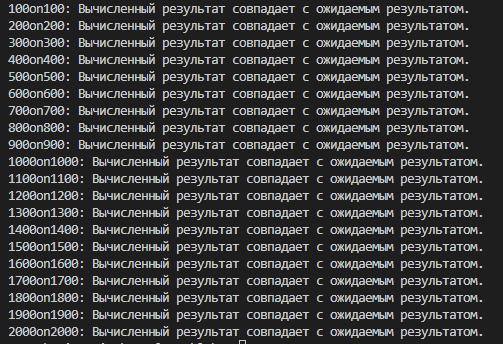 100on100: Вычисленный результат совпадает с ожидаемым результатом.
200on200: Вычисленный результат совпадает с ожидаемым результатом.
300on300: Вычисленный результат совпадает с ожидаемым результатом.
400on400: Вычисленный результат совпадает с ожидаемым результатом.
500on500: Вычисленный результат совпадает с ожидаемым результатом.
600on600: Вычисленный результат совпадает с ожидаемым результатом.
700on700: Вычисленный результат совпадает с ожидаемым результатом.
800on800: Вычисленный результат совпадает с ожидаемым результатом.
900on900: Вычисленный результат совпадает с ожидаемым результатом.
1000on1000: Вычисленный результат совпадает с ожидаемым результатом.
1100on1100: Вычисленный результат совпадает с ожидаемым результатом.
1200on1200: Вычисленный результат совпадает с ожидаемым результатом.
1300on1300: Вычисленный результат совпадает с ожидаемым результатом.
1400on1400: Вычисленный результат совпадает с ожидаемым результатом.
1500on1500: Вычисленный результат совпадает с ожидаемым результатом.
1600on1600: Вычисленный результат совпадает с ожидаемым результатом.
1700on1700: Вычисленный результат совпадает с ожидаемым результатом.
1800on1800: Вычисленный результат совпадает с ожидаемым результатом.
1900on1900: Вычисленный результат совпадает с ожидаемым результатом.
2000on2000: Вычисленный результат совпадает с ожидаемым результатом.